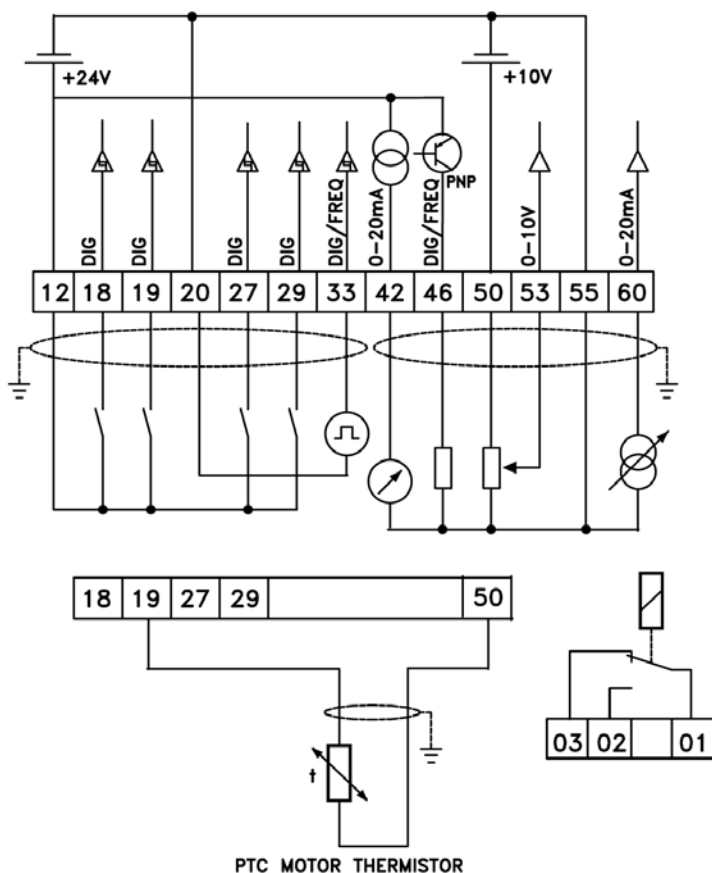 +24V
+10V
DIG
DIG
DIG
DIG
DIG/FREQ
0-20mA
DIG/FREQ
PNP
0-10V
0-20mA
12 18 19 20 27 29 33 42 46 50 53 55 60
18 19 27 29 50
03 02 01
t
PTC MOTOR THERMISTOR